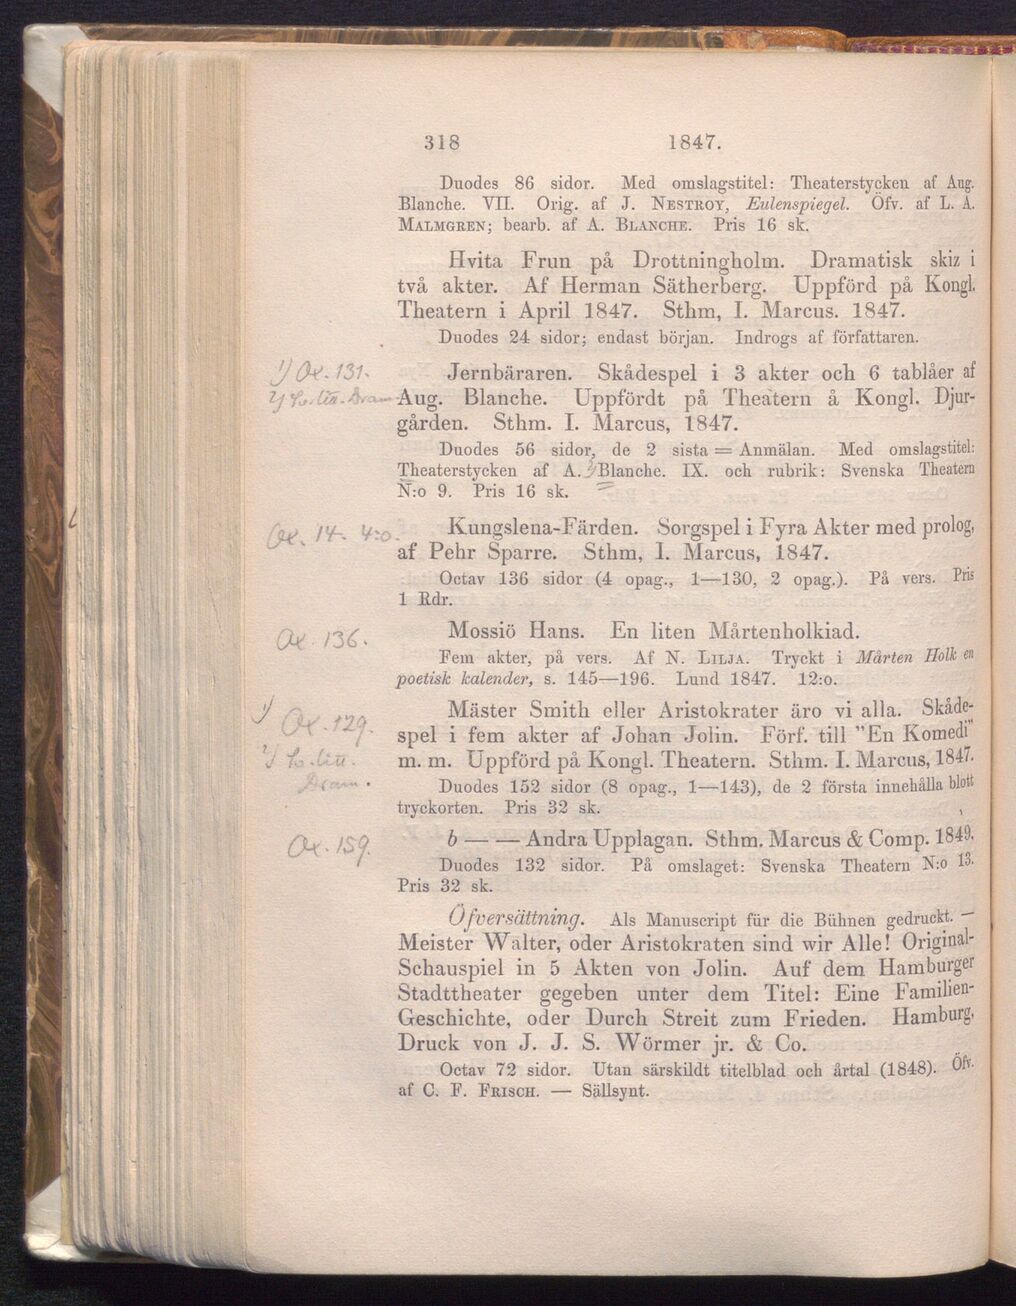 318 1847.
Duodes 86 sidor. Med omslagstitel: Theaterstycken af Aug.
Blanche. VII. Orig. af J. NESTROY, Eulenspiegel. Öfv. af L. A.
MALMGREN; bearb. af A. BLANCHE. Pris 16 sk.
Hvita Frun på Drottningholm. Dramatisk skiz i
två akter. Af Herman Sätherberg. Uppförd på Kongl.
Theatern i April 1847. Sthm, I. Marcus. 1847.
Duodes 24 sidor; endast början. Indrogs af författaren.
1) Ox. 131.
Jernbäraren. Skådespel i 3 akter och 6 tablåer af
Aug. Blanche. Uppfördt på Theatern å Kongl. Djur-
gården. Sthm. I. Marcus, 1847.
Duodes 56 sidor, de 2 sista = Anmälan. Med omslagstitel:
Theaterstycken af A. Blanche. IX. och rubrik: Svenska Theatern
N:o 9. Pris 16 sk.
Ox. 14. 4:o.
Kungslena-Färden. Sorgspel i Fyra Akter med prolog,
af Pehr Sparre. Sthm, I. Marcus, 1847.
Octav 136 sidor (4 opag., 1—130, 2 opag.). På vers. Pris
1 Rdr.
Ox. 136.
Mossiö Hans. En liten Mårtenholkiad.
Fem akter, på vers. Af N. LILJA. Tryckt i Mårten Holk en
poetisk kalender, s. 145—196. Lund 1847. 12:o.
1) Ox. 129.
Mäster Smith eller Aristokrater äro vi alla. Skåde-
spel i fem akter af Johan Jolin. Förf. till "En Komedi"
m. m. Uppförd på Kongl. Theatern. Sthm. I. Marcus, 1847.
Duodes 152 sidor (8 opag., 1—143), de 2 första innehålla blott
tryckorten. Pris 32 sk.
Ox. 159.
b — — Andra Upplagan. Sthm. Marcus & Comp. 1849.
Duodes 132 sidor. På omslaget: Svenska Theatern N:o 13.
Pris 32 sk.
Öfversättning. Als Manuscript für die Bühnen gedruckt. —
Meister Walter, oder Aristokraten sind wir Alle! Original-
Schauspiel in 5 Akten von Jolin. Auf dem Hamburger
Stadttheater gegeben unter dem Titel: Eine Familien-
Geschichte, oder Durch Streit zum Frieden. Hamburg.
Druck von J. J. S. Wörmer jr. & Co.
Octav 72 sidor. Utan särskildt titelblad och årtal (1848). Öfv.
af C. F. FRISCH. — Sällsynt.